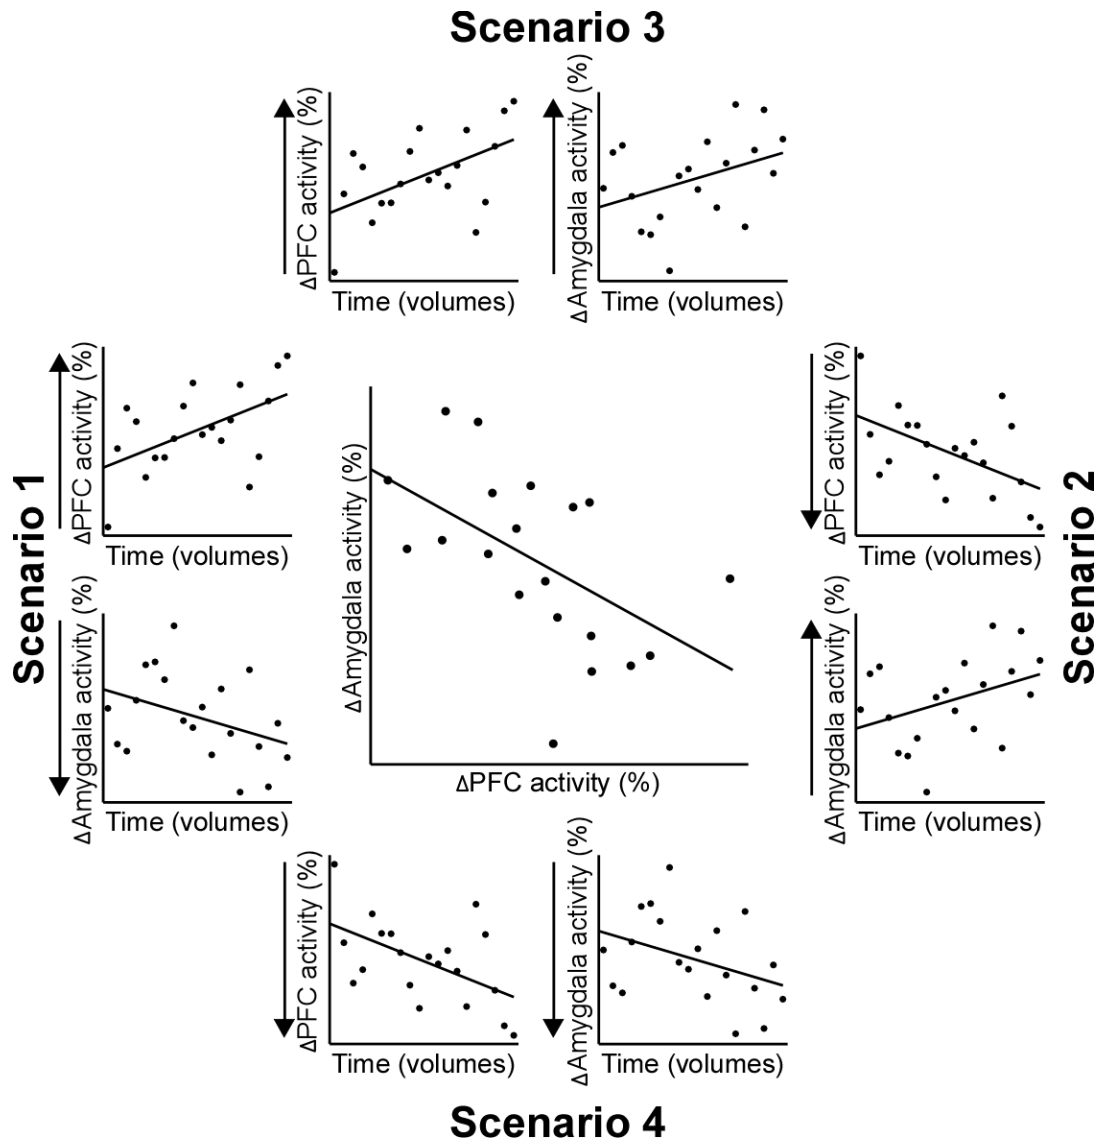 Scenario 3
ΔPFC activity (%)
Time (volumes)
ΔAmygdala activity (%)
Time (volumes)
Scenario 1
ΔPFC activity (%)
Time (volumes)
ΔAmygdala activity (%)
Time (volumes)
ΔAmygdala activity (%)
ΔPFC activity (%)
Scenario 2
ΔPFC activity (%)
Time (volumes)
ΔAmygdala activity (%)
Time (volumes)
ΔPFC activity (%)
Time (volumes)
ΔAmygdala activity (%)
Time (volumes)
Scenario 4